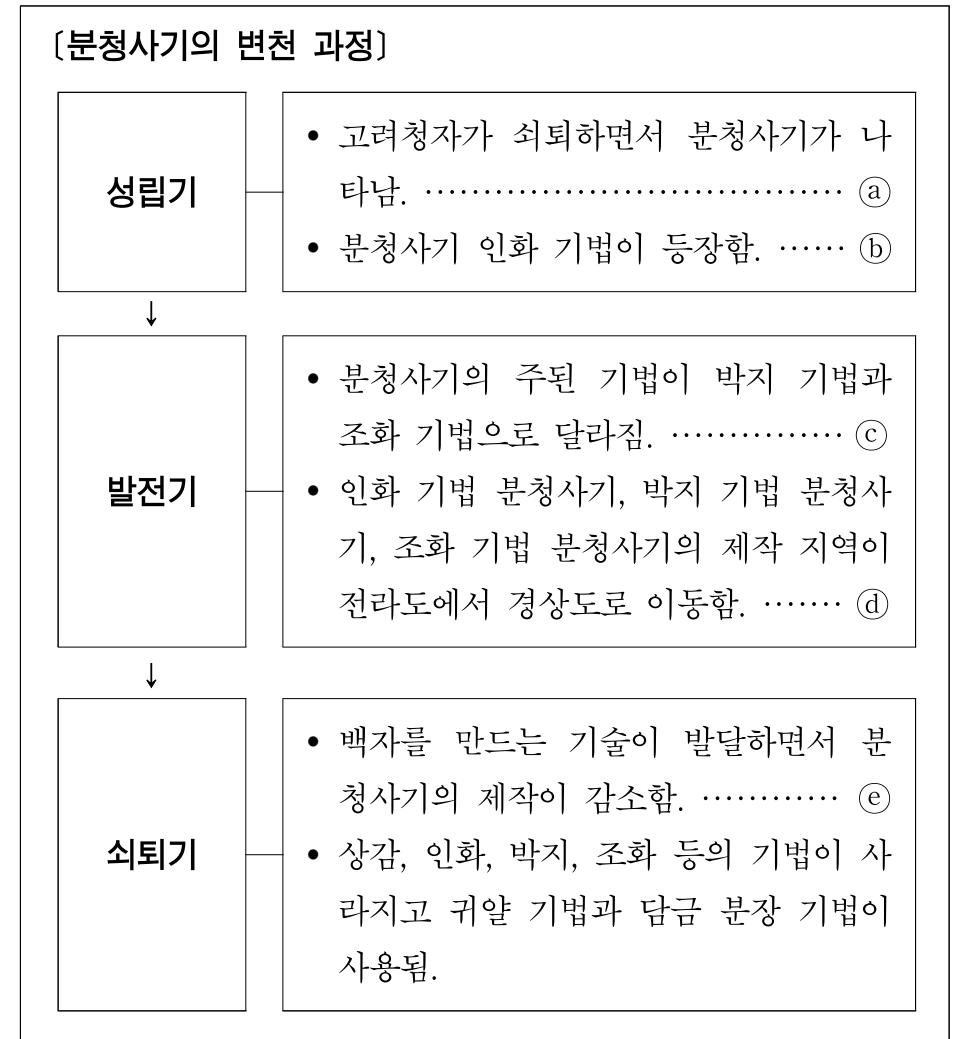 〔분청사기의 변천 과정〕
성립기
• 고려청자가 쇠퇴하면서 분청사기가 나
타남. ·································· ⓐ
• 분청사기 인화 기법이 등장함. ······ ⓑ
↓
발전기
• 분청사기의 주된 기법이 박지 기법과
조화 기법으로 달라짐. ··············· ⓒ
• 인화 기법 분청사기, 박지 기법 분청사
기, 조화 기법 분청사기의 제작 지역이
전라도에서 경상도로 이동함. ······· ⓓ
↓
쇠퇴기
• 백자를 만드는 기술이 발달하면서 분
청사기의 제작이 감소함. ············ ⓔ
• 상감, 인화, 박지, 조화 등의 기법이 사
라지고 귀얄 기법과 담금 분장 기법이
사용됨.